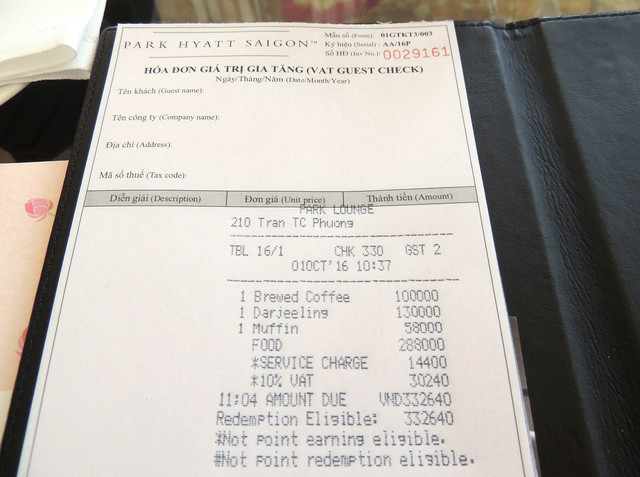 PARK HYATT SAIGON™
Mẫu số (Form): 01GTKT3/003
Ký hiệu (Serial): AA/16P
Số HĐ (Inv No.): 0029161
HÓA ĐƠN GIÁ TRỊ GIA TĂNG (VAT GUEST CHECK)
Ngày/Tháng/Năm (Date/Month/Year)
Tên khách (Guest name):
Tên công ty (Company name):
Địa chỉ (Address):
Mã số thuế (Tax code):
Diễn giải (Description) Đơn giá (Unit price) Thành tiền (Amount)
PARK LOUNGE
210 Tran TC Phuong
TBL 16/1 CHK 330 GST 2
01OCT'16 10:37
1 Brewed Coffee 100000
1 Darjeeling 130000
1 Muffin 58000
FOOD 288000
*SERVICE CHARGE 14400
*10% VAT 30240
11:04 AMOUNT DUE VND332640
Redemption Eligible: 332640
#Not point earning eligible.
#Not point redemption eligible.